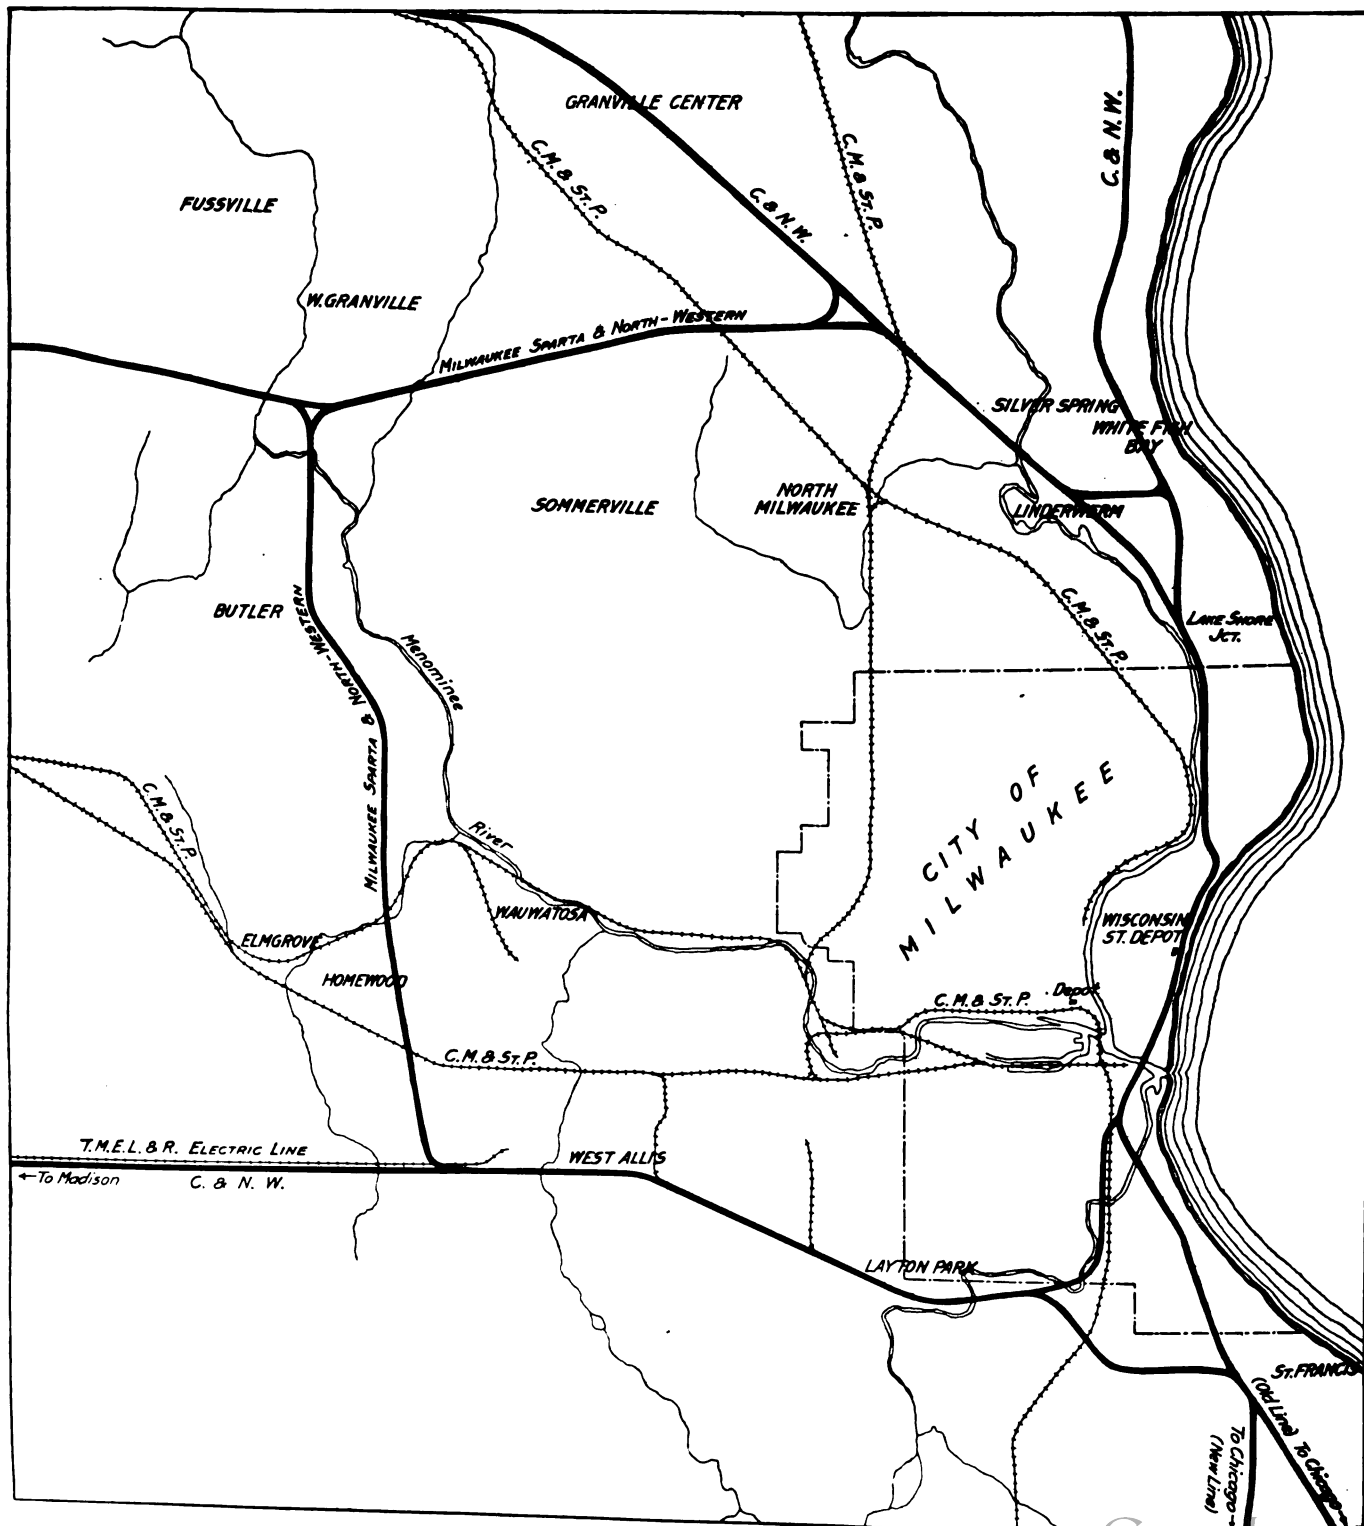 GRANVILLE CENTER
C. & N. W.
C. M. & ST. P.
C. M. & ST. P.
FUSSVILLE
C. & N. W.
W. GRANVILLE
MILWAUKEE SPARTA & NORTH-WESTERN
SILVER SPRING
WHITE FISH
BAY
SOMMERVILLE
NORTH
MILWAUKEE
LINDERWERM
BUTLER
MILWAUKEE SPARTA & NORTH-WESTERN
Menominee
River
C. M. & ST. P.
LAKE SHORE
JCT.
CITY OF
MILWAUKEE
C. M. & ST. P.
WAUWATOSA
WISCONSIN
ST. DEPOT
ELMGROVE
HOMEWOOD
C. M. & ST. P.
Depot
C. M. & ST. P.
T. M. E. L. & R. ELECTRIC LINE
WEST ALLIS
←To Madison
C. & N. W.
LAYTON PARK
ST. FRANCIS
(Old Line) To Chicago→
To Chicago→
(New Line)